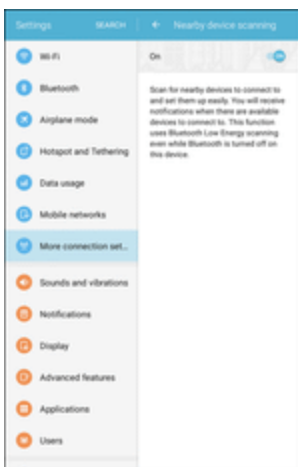 Settings
SEARCH
Nearby device scanning
Wi-Fi
Bluetooth
Airplane mode
Hotspot and Tethering
Data usage
Mobile networks
More connection set...
Sounds and vibrations
Notifications
Display
Advanced features
Applications
Users
On
Scan for nearby devices to connect to
and set them up easily. You will receive
notifications when there are available
devices to connect to. This function
uses Bluetooth Low Energy scanning
even while Bluetooth is turned off on
this device.